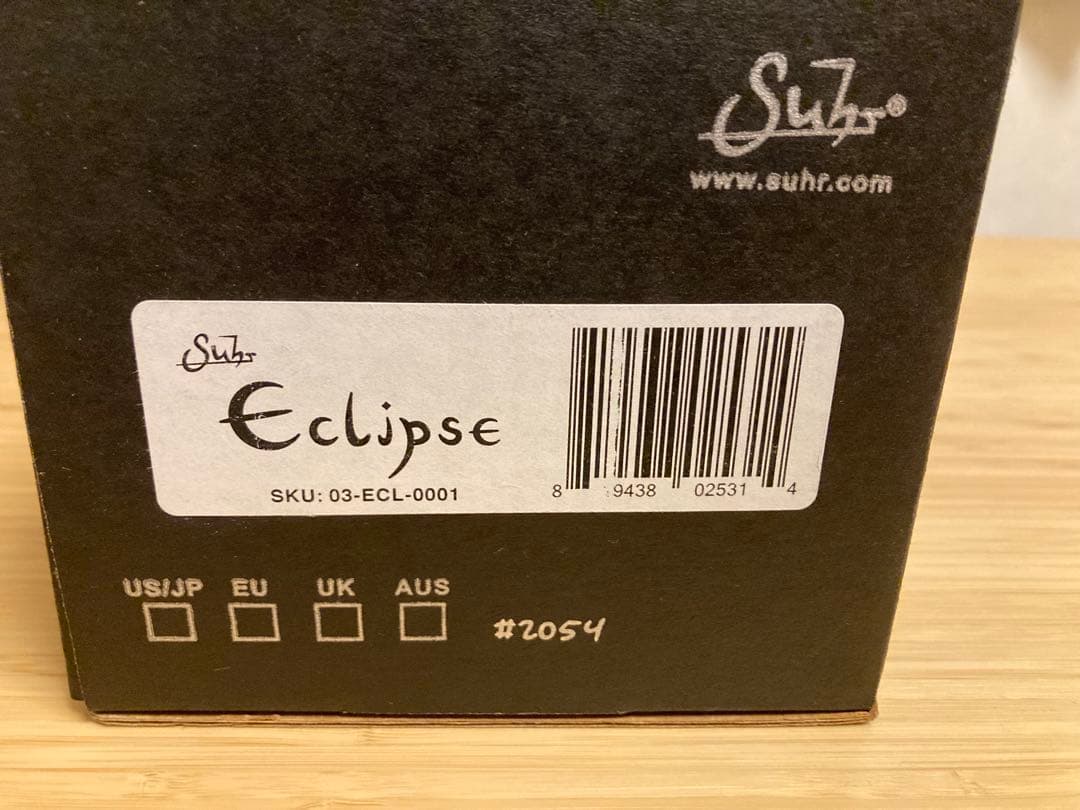 Suhr®
www.suhr.com
Suhr
Eclipse
SKU: 03-ECL-0001
8 9438 02531 4
US/JP EU UK AUS
#2054